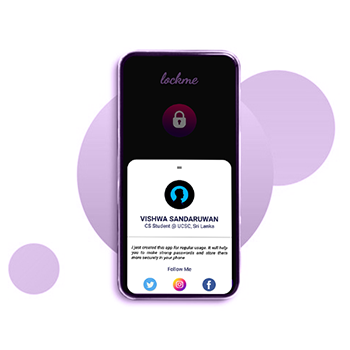 lockme
VISHWA SANDARUWAN
CS Student @ UCSC, Sri Lanka
I just created this app for regular usage. It will help
you to make strong passwords and store them
more securely in your phone
Follow Me